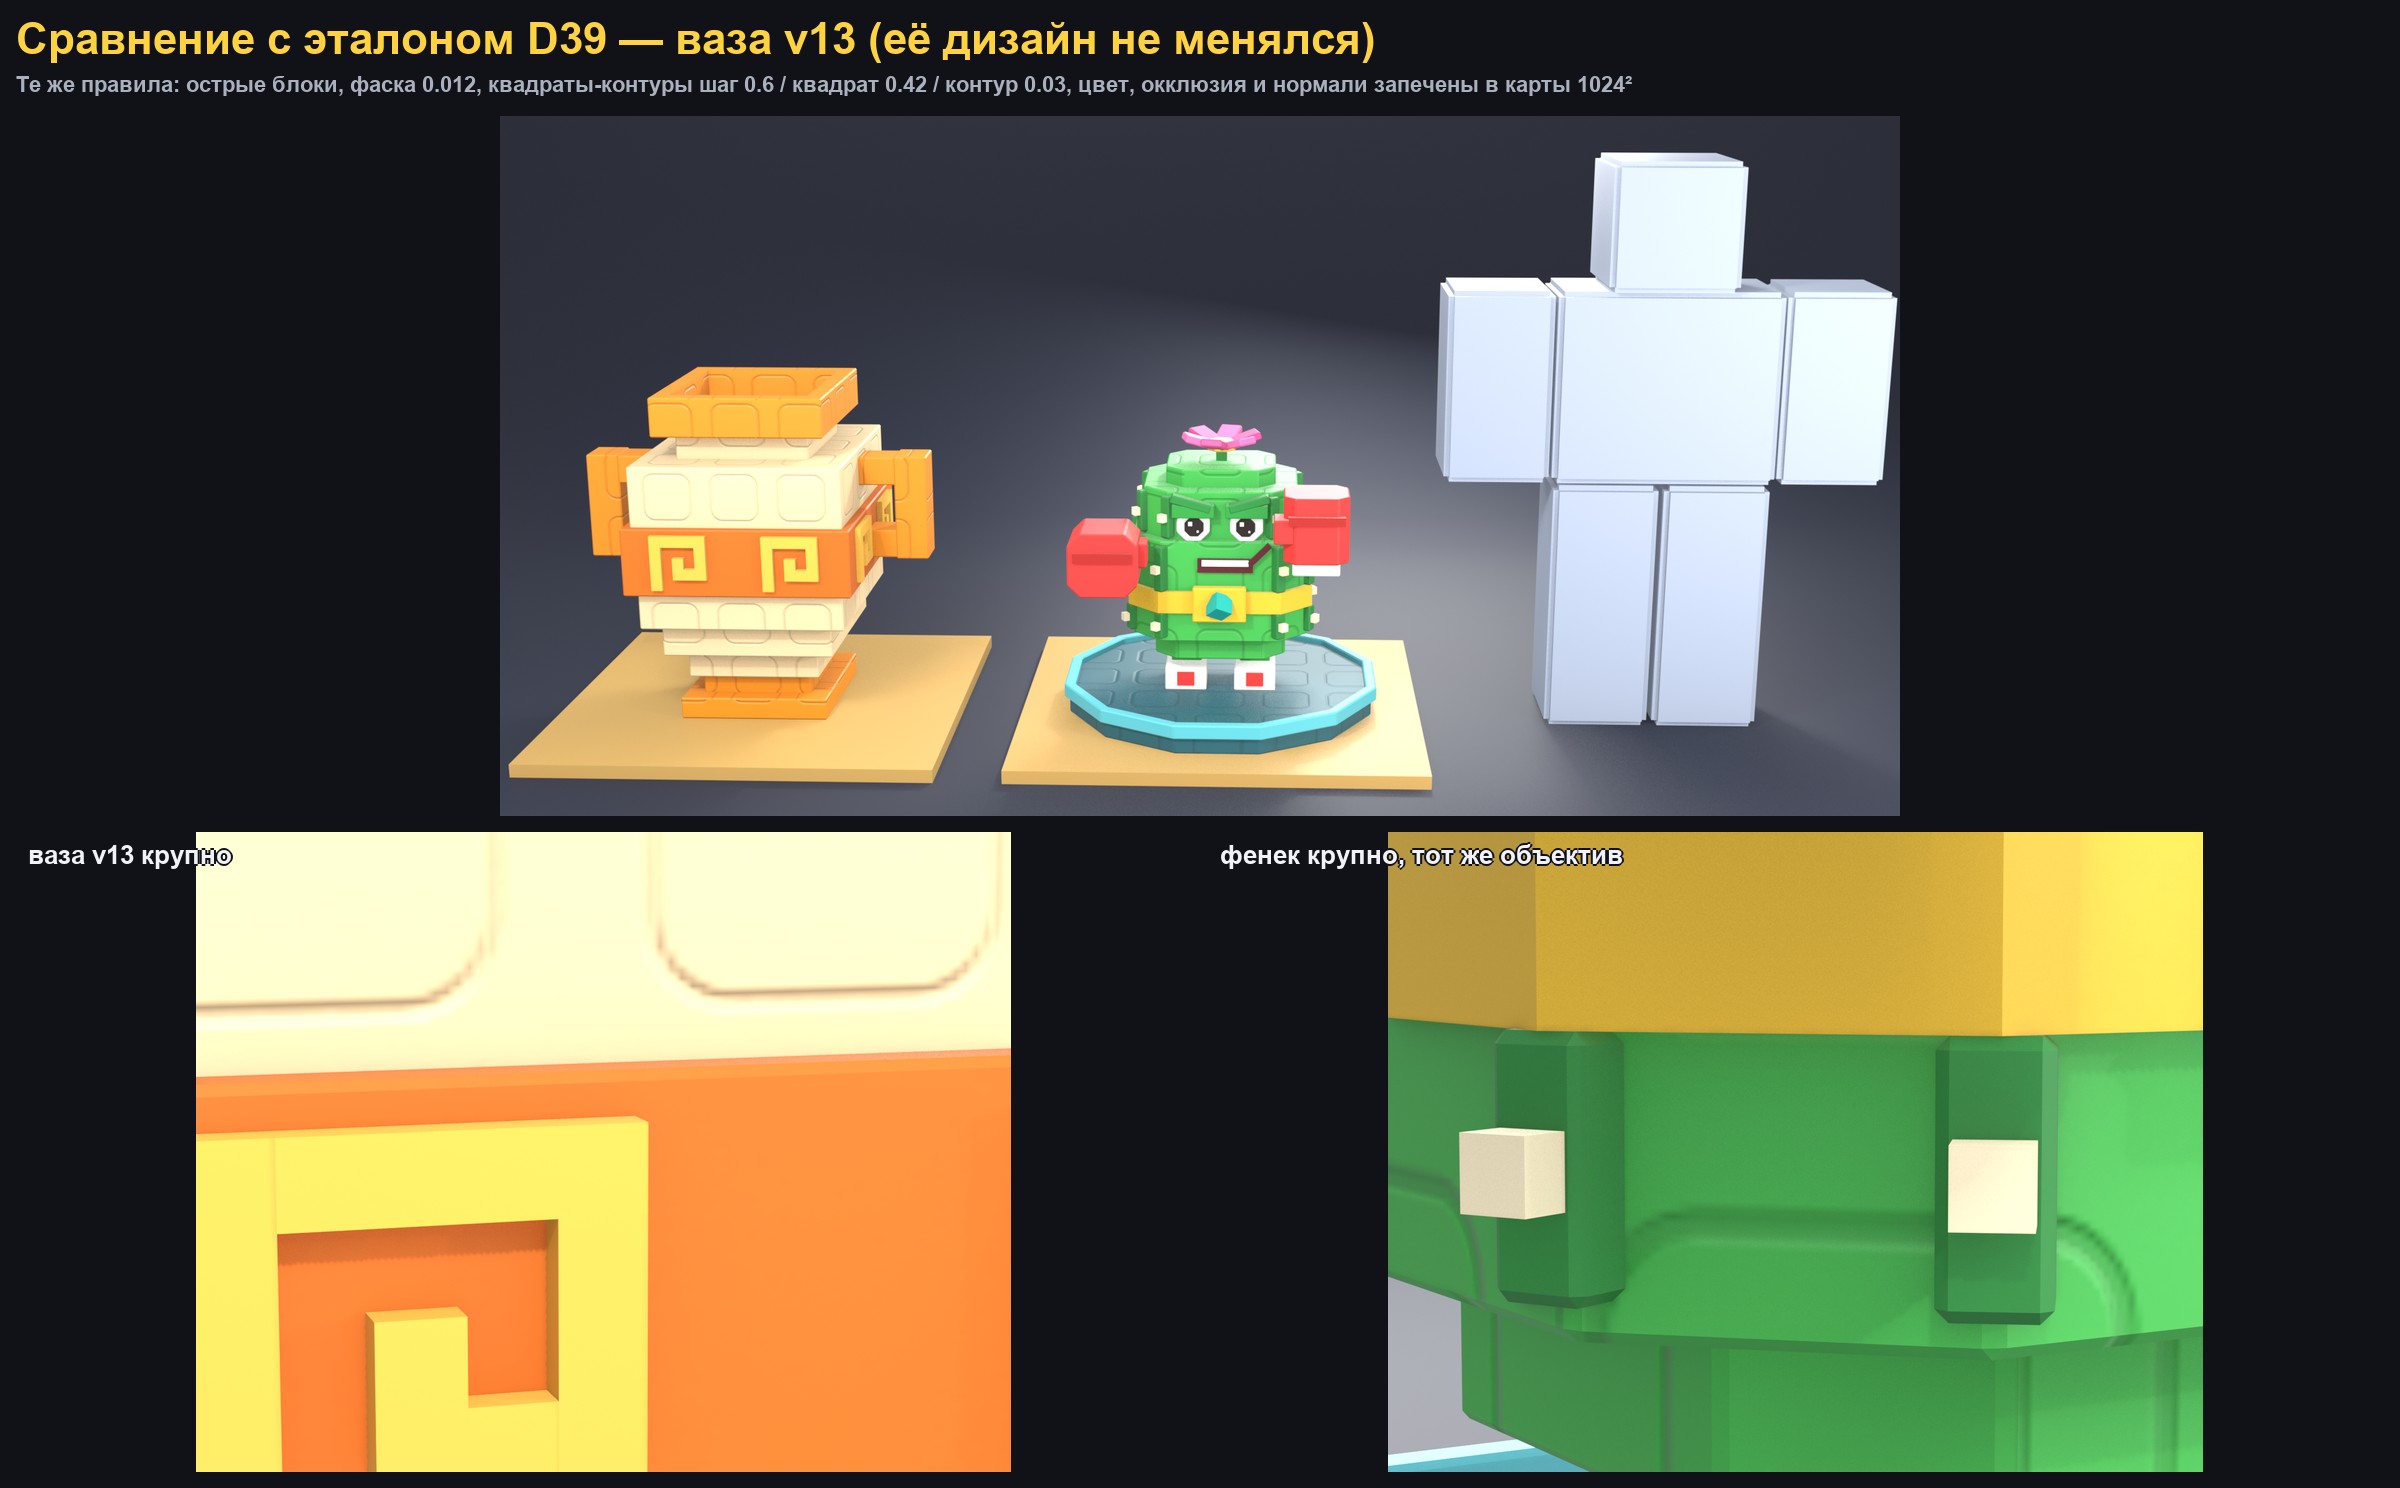 Сравнение с эталоном D39 — ваза v13 (её дизайн не менялся)
Те же правила: острые блоки, фаска 0.012, квадраты-контуры шаг 0.6 / квадрат 0.42 / контур 0.03, цвет, окклюзия и нормали запечены в карты 1024²
ваза v13 крупно
фенек крупно, тот же объектив